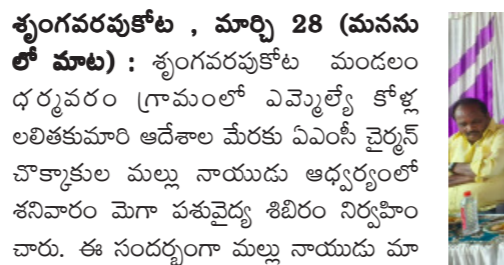 శృంగవరపుకోట , మార్చి 28 (మనను
లో మాట) : శృంగవరపుకోట మండలం
ధర్మవరం గ్రామంలో ఎమ్మెల్యే కోళ్ల
లలితకుమారి ఆదేశాల మేరకు ఏఎంసీ చైర్మన్
చొక్కాకుల మల్లు నాయుడు ఆధ్వర్యంలో
శనివారం మెగా పశువైద్య శిబిరం నిర్వహిం
చారు. ఈ సందర్భంగా మల్లు నాయుడు మా